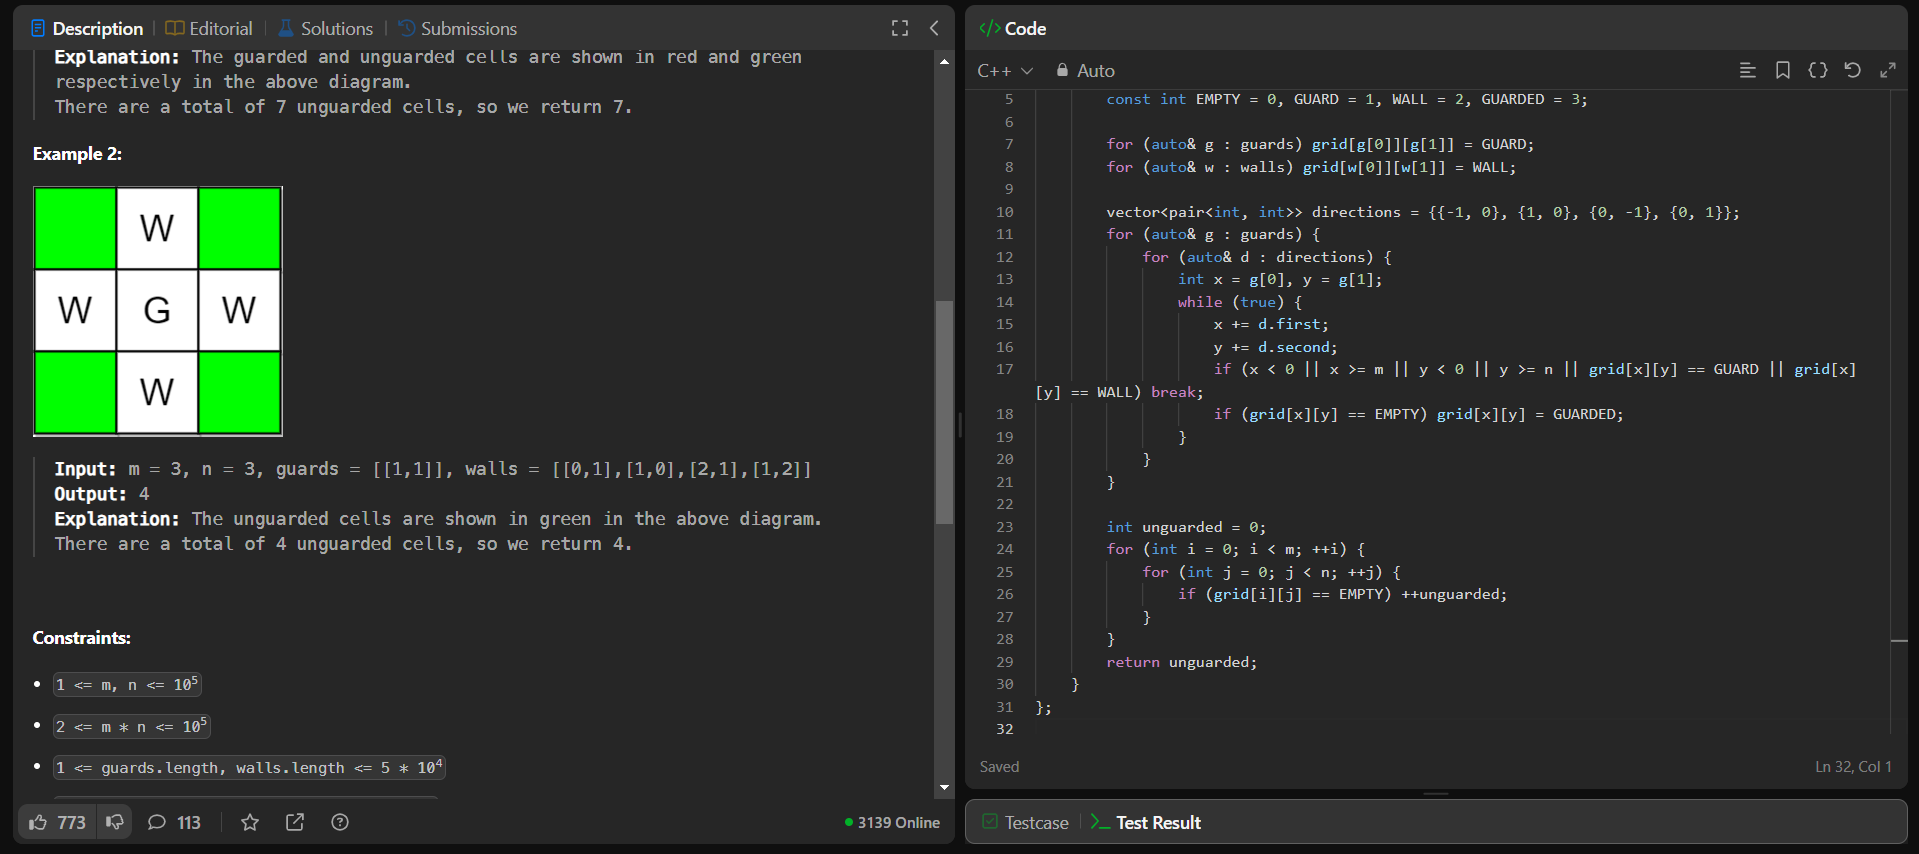 Description
Editorial
Solutions
Submissions
Explanation: The guarded and unguarded cells are shown in red and green
respectively in the above diagram.
There are a total of 7 unguarded cells, so we return 7.
Example 2:
W
W G W
W
Input: m = 3, n = 3, guards = [[1,1]], walls = [[0,1],[1,0],[2,1],[1,2]]
Output: 4
Explanation: The unguarded cells are shown in green in the above diagram.
There are a total of 4 unguarded cells, so we return 4.
Constraints:
• 1 <= m, n <= 10⁵
• 2 <= m * n <= 10⁵
• 1 <= guards.length, walls.length <= 5 * 10⁴
773
113
3139 Online
</> Code
C++
Auto
5 const int EMPTY = 0, GUARD = 1, WALL = 2, GUARDED = 3;
6
7 for (auto& g : guards) grid[g[0]][g[1]] = GUARD;
8 for (auto& w : walls) grid[w[0]][w[1]] = WALL;
9
10 vector<pair<int, int>> directions = {{-1, 0}, {1, 0}, {0, -1}, {0, 1}};
11 for (auto& g : guards) {
12 for (auto& d : directions) {
13 int x = g[0], y = g[1];
14 while (true) {
15 x += d.first;
16 y += d.second;
17 if (x < 0 || x >= m || y < 0 || y >= n || grid[x][y] == GUARD || grid[x]
[y] == WALL) break;
18 if (grid[x][y] == EMPTY) grid[x][y] = GUARDED;
19 }
20 }
21 }
22
23 int unguarded = 0;
24 for (int i = 0; i < m; ++i) {
25 for (int j = 0; j < n; ++j) {
26 if (grid[i][j] == EMPTY) ++unguarded;
27 }
28 }
29 return unguarded;
30 }
31 };
32
Saved
Ln 32, Col 1
Testcase
>_ Test Result